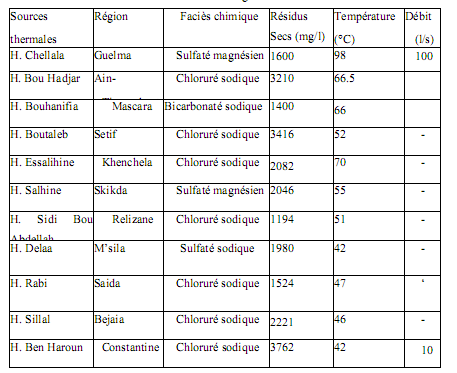 Sources thermales Région Faciès chimique Résidus Secs (mg/l) Température (°C) Débit (l/s)
H. Chellala Guelma Sulfaté magnésien 1600 98 100
H. Bou Hadjar Ain- Chloruré sodique 3210 66.5
H. Bouhanifia Mascara Bicarbonaté sodique 1400 66
H. Boutaleb Setif Chloruré sodique 3416 52 -
H. Essalihine Khenchela Chloruré sodique 2082 70 -
H. Salhine Skikda Sulfaté magnésien 2046 55 -
H. Sidi Bou Abdellah Relizane Chloruré sodique 1194 51 -
H. Delaa M'sila Sulfaté sodique 1980 42 -
H. Rabi Saida Chloruré sodique 1524 47 ‘
H. Sillal Bejaia Chloruré sodique 2221 46 -
H. Ben Haroun Constantine Chloruré sodique 3762 42 10